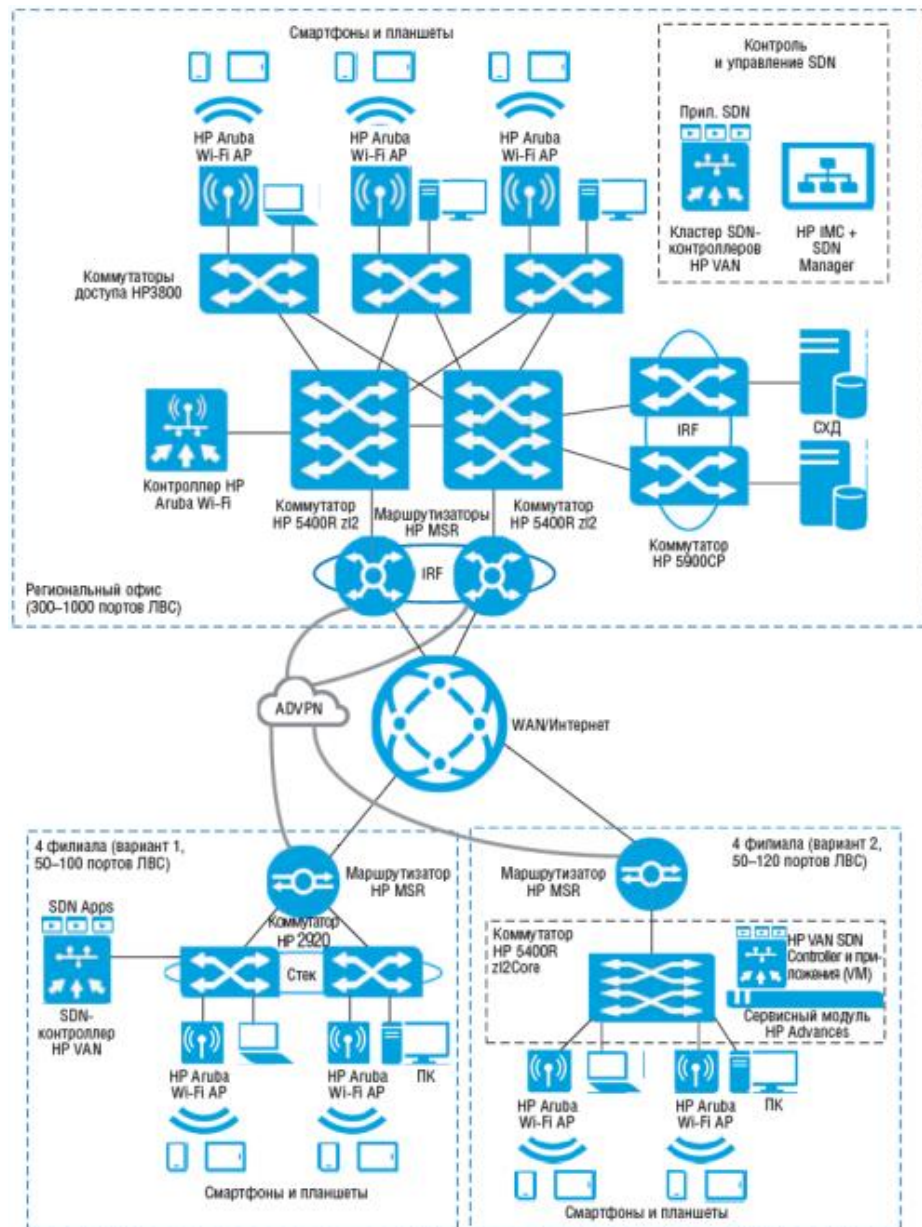 Смартфоны и планшеты
Контроль
и управление SDN
Прил. SDN
HP Aruba
Wi-Fi AP
HP Aruba
Wi-Fi AP
HP Aruba
Wi-Fi AP
Кластер SDN-
контроллеров
HP VAN
HP IMC +
SDN
Manager
Коммутаторы
доступа HP3800
IRF
СХД
Контроллер HP
Aruba Wi-Fi
Коммутатор
HP 5400R zl2
Маршрутизаторы
HP MSR
Коммутатор
HP 5400R zl2
Коммутатор
HP 5900CP
IRF
Региональный офис
(300–1000 портов ЛВС)
ADVPN
WAN/Интернет
4 филиала (вариант 1,
50–100 портов ЛВС)
Маршрутизатор
HP MSR
SDN Apps
Коммутатор
HP 2920
Стек
SDN-
контроллер
HP VAN
HP Aruba
Wi-Fi AP
HP Aruba
Wi-Fi AP
ПК
Смартфоны и планшеты
4 филиала (вариант 2,
50–120 портов ЛВС)
Маршрутизатор
HP MSR
Коммутатор
HP 5400R
zl2Core
HP VAN SDN
Controller и при-
ложения (VM)
Сервисный модуль
HP Advances
HP Aruba
Wi-Fi AP
HP Aruba
Wi-Fi AP
ПК
Смартфоны и планшеты